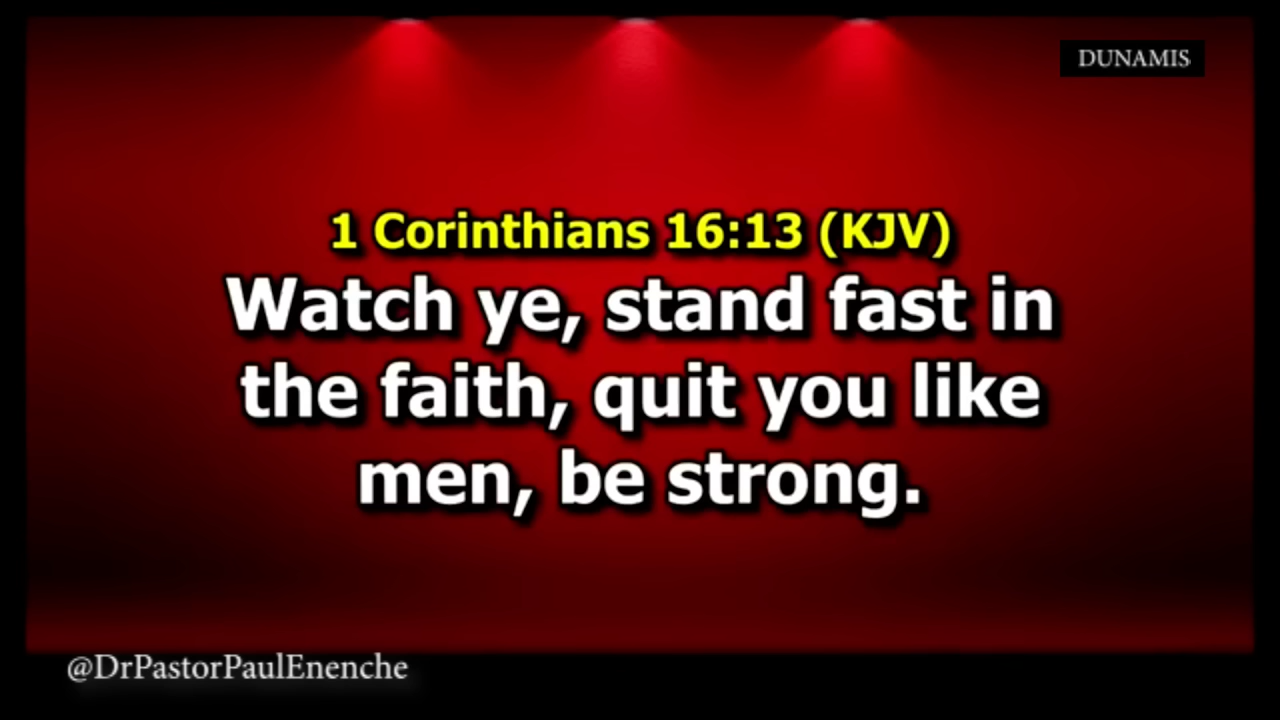 DUNAMIS
1 Corinthians 16:13 (KJV)
Watch ye, stand fast in
the faith, quit you like
men, be strong.
@DrPastorPaulEnenche